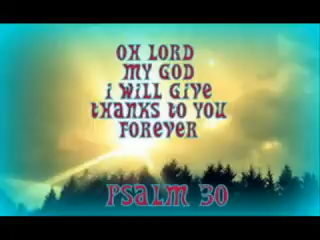 OH LORD
MY GOD
i WILL GIVE
tHANKS tO YOU
FOREVER
PSALM 30